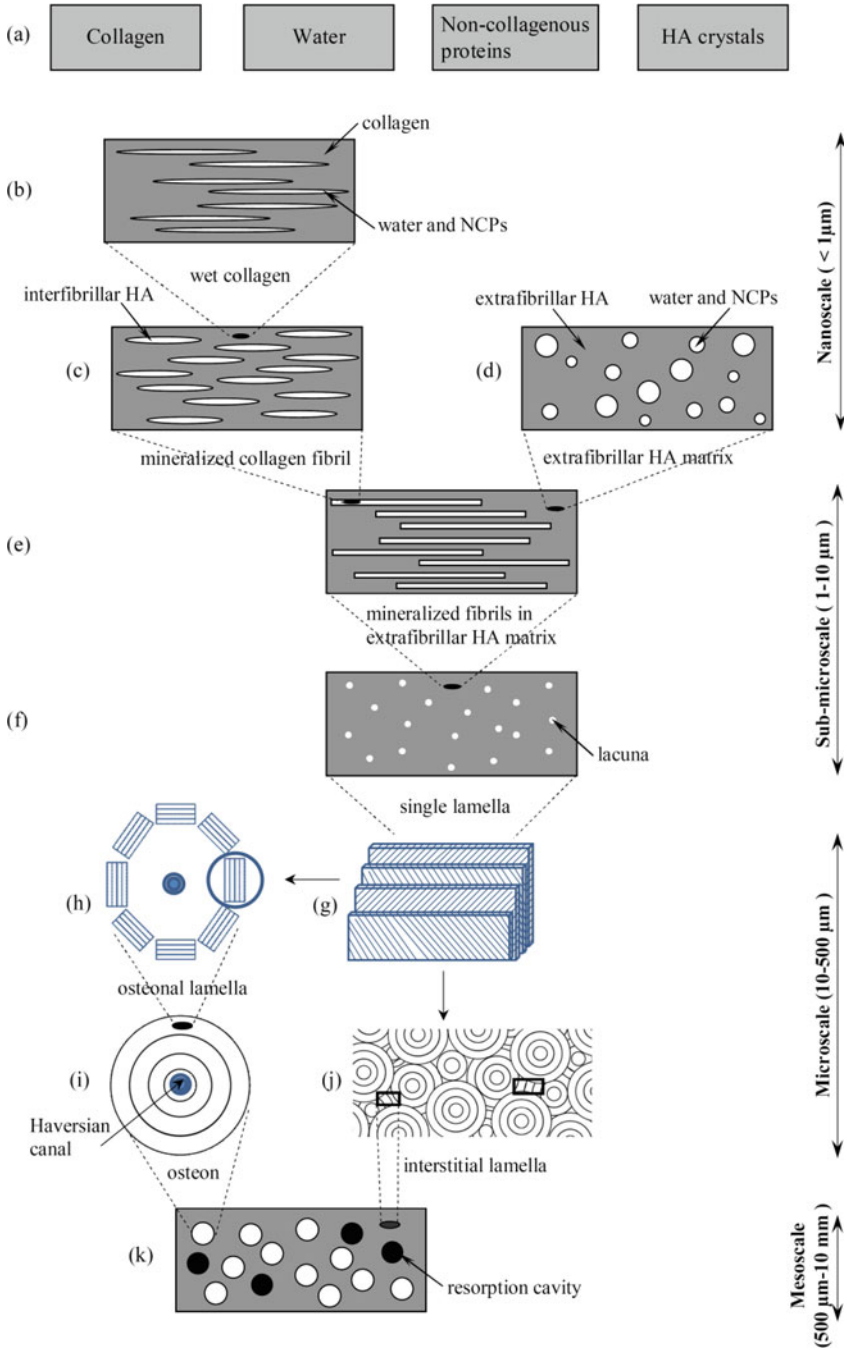 (a)
Collagen
Water
Non-collagenous
proteins
HA crystals
collagen
(b)
water and NCPs
wet collagen
Nanoscale ( < 1μm)
interfibrillar HA
extrafibrillar HA
water and NCPs
(c)
(d)
mineralized collagen fibril
extrafibrillar HA matrix
(e)
mineralized fibrils in
extrafibrillar HA matrix
Sub-microscale ( 1-10 μm)
(f)
lacuna
single lamella
(h)
(g)
osteonal lamella
Microscale (10-500 μm)
(i)
(j)
Haversian
canal
osteon
interstitial lamella
(k)
resorption cavity
Mesoscale
(500 μm-10 mm)